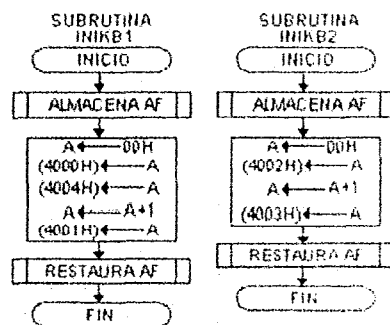 SUBRUTINA
INIKB1
INICIO
ALMACENA AF
A ← 00H
(4000H) ← A
(4004H) ← A
A ← A+1
(4001H) ← A
RESTAURA AF
FIN
SUBRUTINA
INIKB2
INICIO
ALMACENA AF
A ← 00H
(4002H) ← A
A ← A+1
(4003H) ← A
RESTAURA AF
FIN